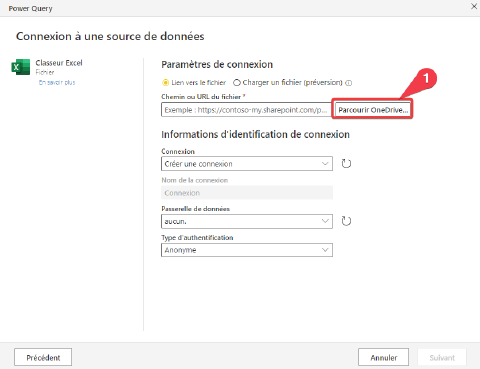 Power Query
Connexion à une source de données
Classeur Excel
Fichier
En savoir plus
Paramètres de connexion
Lien vers le fichier
Charger un fichier (préversion)
Chemin ou URL du fichier *
Exemple : https://contoso-my.sharepoint.com/p...
Parcourir OneDrive...
1
Informations d'identification de connexion
Connexion
Créer une connexion
Nom de la connexion
Connexion
Passerelle de données
aucun.
Type d'authentification
Anonyme
Précédent
Annuler
Suivant